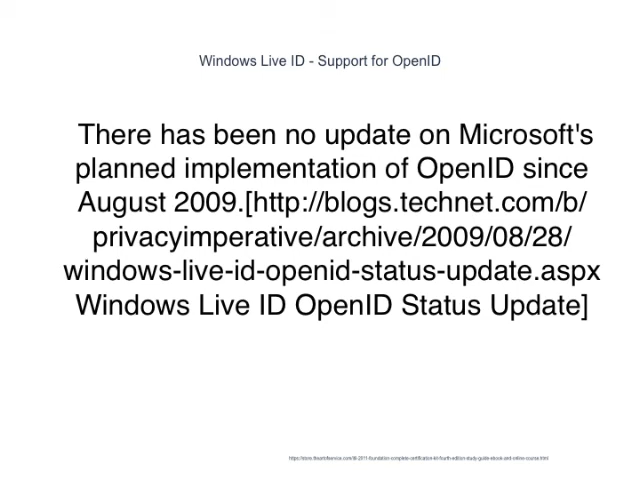 Windows Live ID - Support for OpenID
There has been no update on Microsoft's
planned implementation of OpenID since
August 2009.[http://blogs.technet.com/b/
privacyimperative/archive/2009/08/28/
windows-live-id-openid-status-update.aspx
Windows Live ID OpenID Status Update]